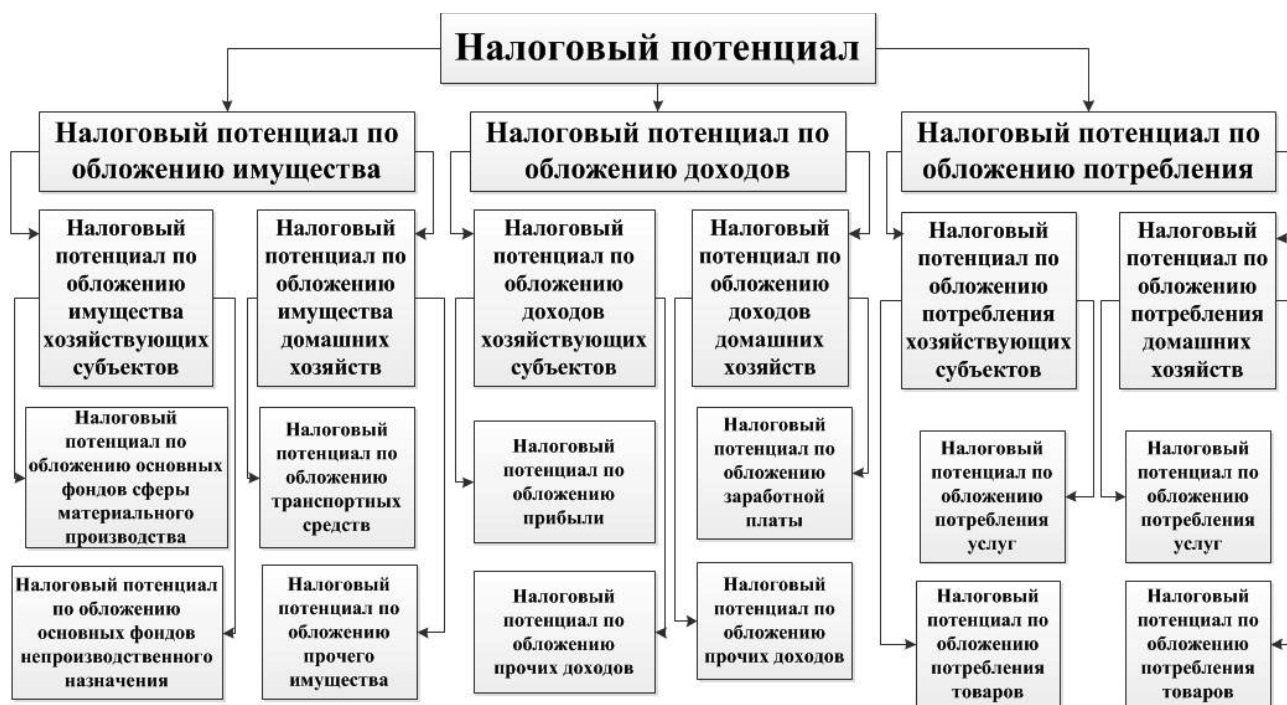 Налоговый потенциал
Налоговый потенциал по
обложению имущества
Налоговый потенциал по
обложению доходов
Налоговый потенциал по
обложению потребления
Налоговый
потенциал по
обложению
имущества
хозяйствующих
субъектов
Налоговый
потенциал по
обложению
имущества
домашних
хозяйств
Налоговый
потенциал по
обложению
доходов
хозяйствующих
субъектов
Налоговый
потенциал по
обложению
доходов
домашних
хозяйств
Налоговый
потенциал по
обложению
потребления
хозяйствующих
субъектов
Налоговый
потенциал по
обложению
потребления
домашних
хозяйств
Налоговый
потенциал по
обложению основных
фондов сферы
материального
производства
Налоговый
потенциал по
обложению
транспортных
средств
Налоговый
потенциал по
обложению
прибыли
Налоговый
потенциал по
обложению
заработной
платы
Налоговый
потенциал по
обложению
потребления
услуг
Налоговый
потенциал по
обложению
потребления
услуг
Налоговый потенциал
по обложению
основных фондов
непроизводственного
назначения
Налоговый
потенциал по
обложению
прочего
имущества
Налоговый
потенциал по
обложению
прочих доходов
Налоговый
потенциал по
обложению
прочих доходов
Налоговый
потенциал по
обложению
потребления
товаров
Налоговый
потенциал по
обложению
потребления
товаров